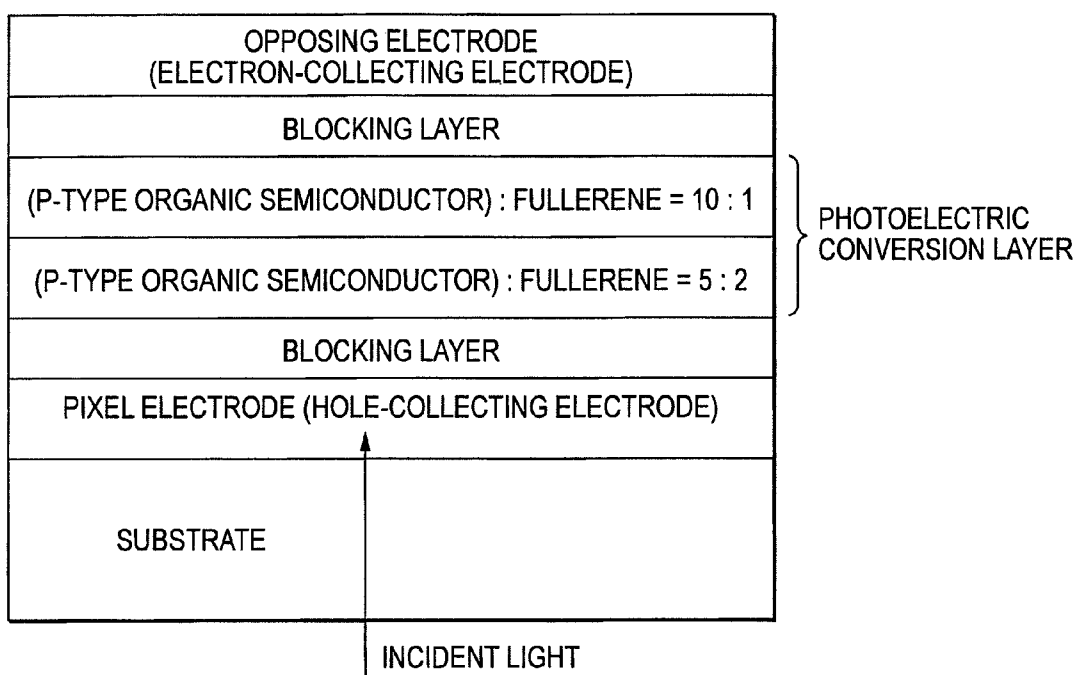 OPPOSING ELECTRODE
(ELECTRON-COLLECTING ELECTRODE)
BLOCKING LAYER
(P-TYPE ORGANIC SEMICONDUCTOR) : FULLERENE = 10 : 1
(P-TYPE ORGANIC SEMICONDUCTOR) : FULLERENE = 5 : 2
PHOTOELECTRIC
CONVERSION LAYER
BLOCKING LAYER
PIXEL ELECTRODE (HOLE-COLLECTING ELECTRODE)
SUBSTRATE
INCIDENT LIGHT